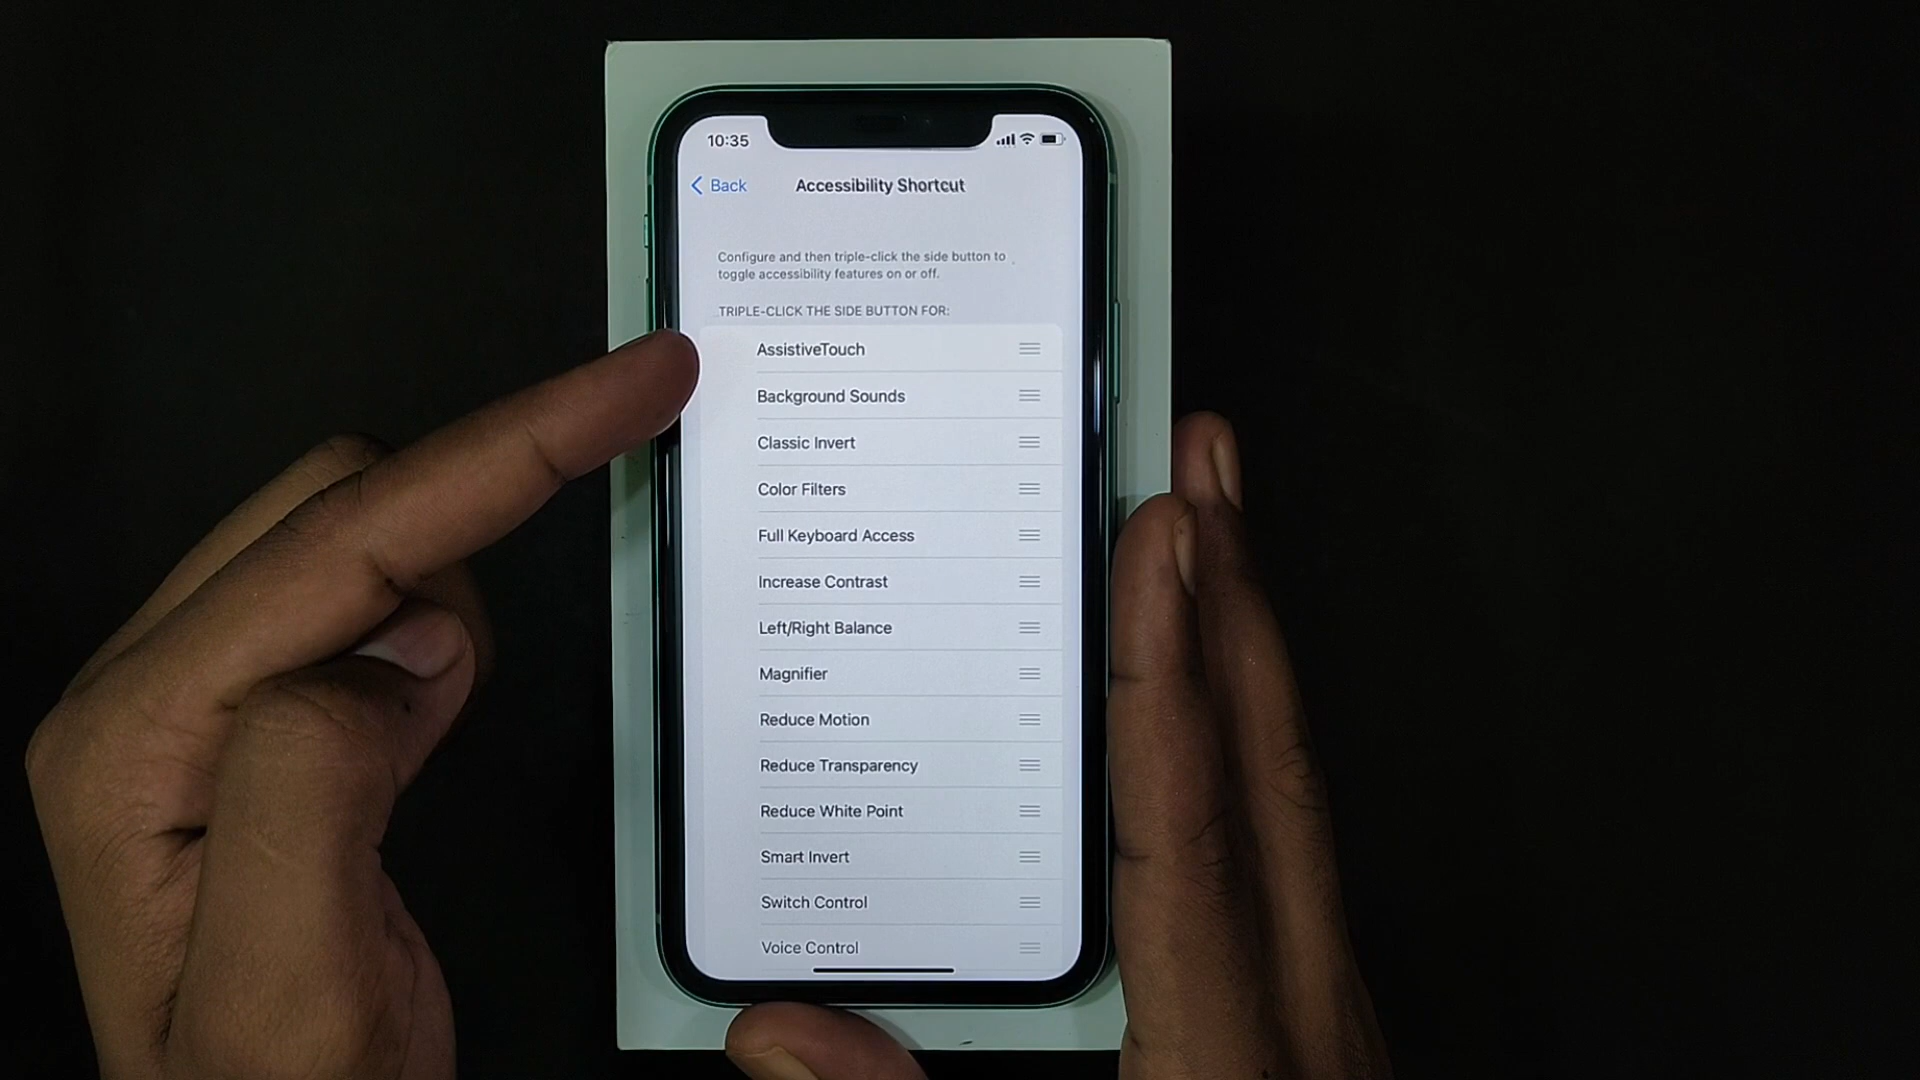 10:35
Back
Accessibility Shortcut
Configure and then triple-click the side button to
toggle accessibility features on or off.
TRIPLE-CLICK THE SIDE BUTTON FOR:
AssistiveTouch
Background Sounds
Classic Invert
Color Filters
Full Keyboard Access
Increase Contrast
Left/Right Balance
Magnifier
Reduce Motion
Reduce Transparency
Reduce White Point
Smart Invert
Switch Control
Voice Control